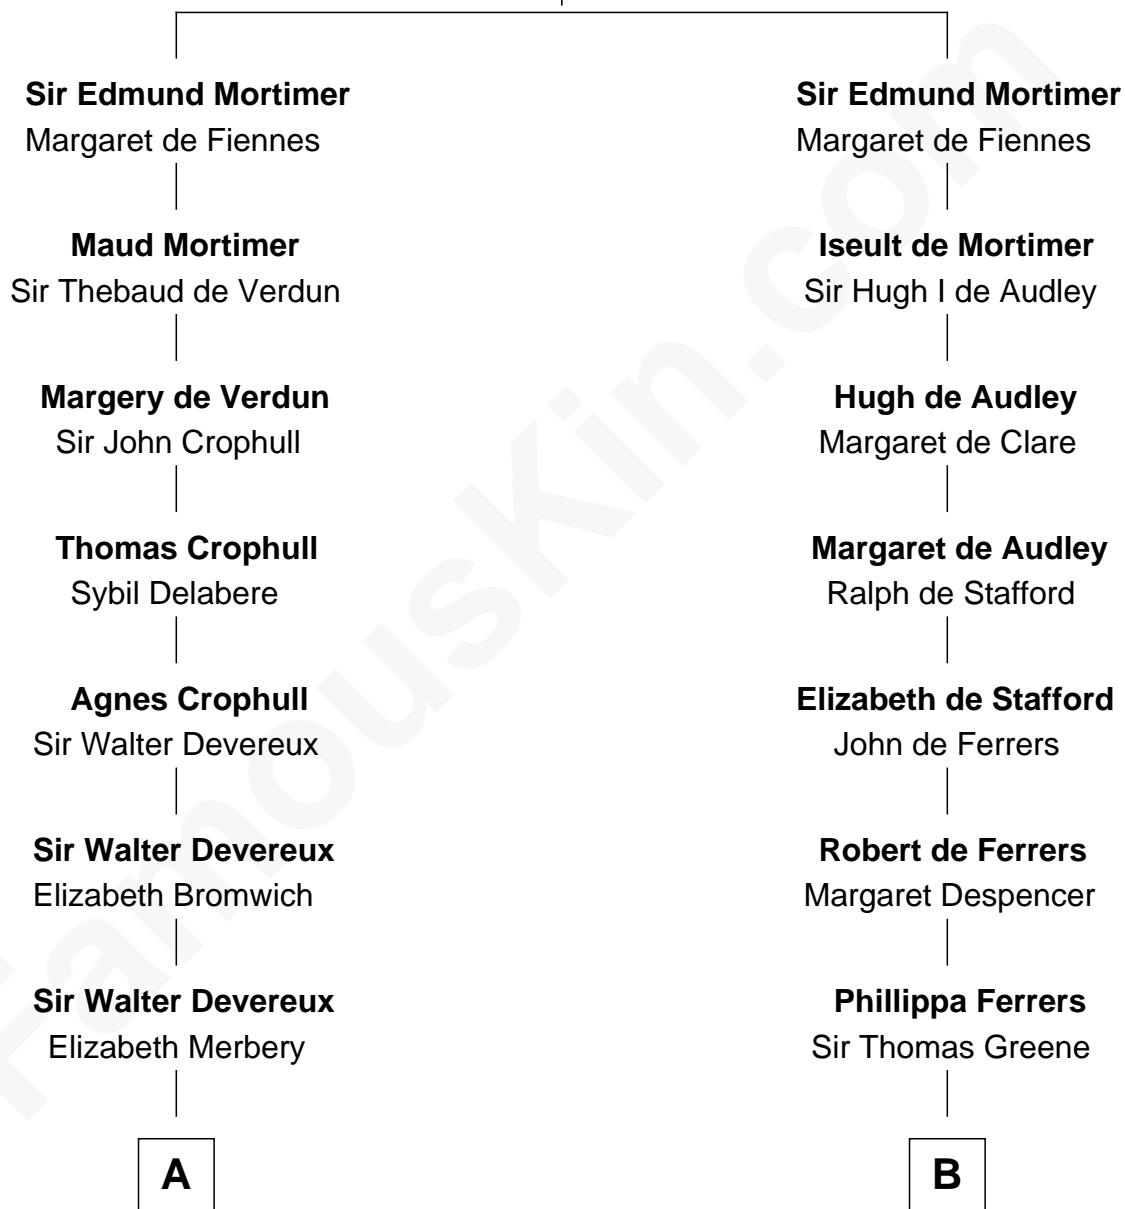 Sir Edmund Mortimer
Margaret de Fiennes
Maud Mortimer
Sir Thebaud de Verdun
Margery de Verdun
Sir John Crophull
Thomas Crophull
Sybil Delabere
Agnes Crophull
Sir Walter Devereux
Sir Walter Devereux
Elizabeth Bromwich
Sir Walter Devereux
Elizabeth Merbery
A
Sir Edmund Mortimer
Margaret de Fiennes
Iseult de Mortimer
Sir Hugh I de Audley
Hugh de Audley
Margaret de Clare
Margaret de Audley
Ralph de Stafford
Elizabeth de Stafford
John de Ferrers
Robert de Ferrers
Margaret Despencer
Phillippa Ferrers
Sir Thomas Greene
B
FamousKin.com